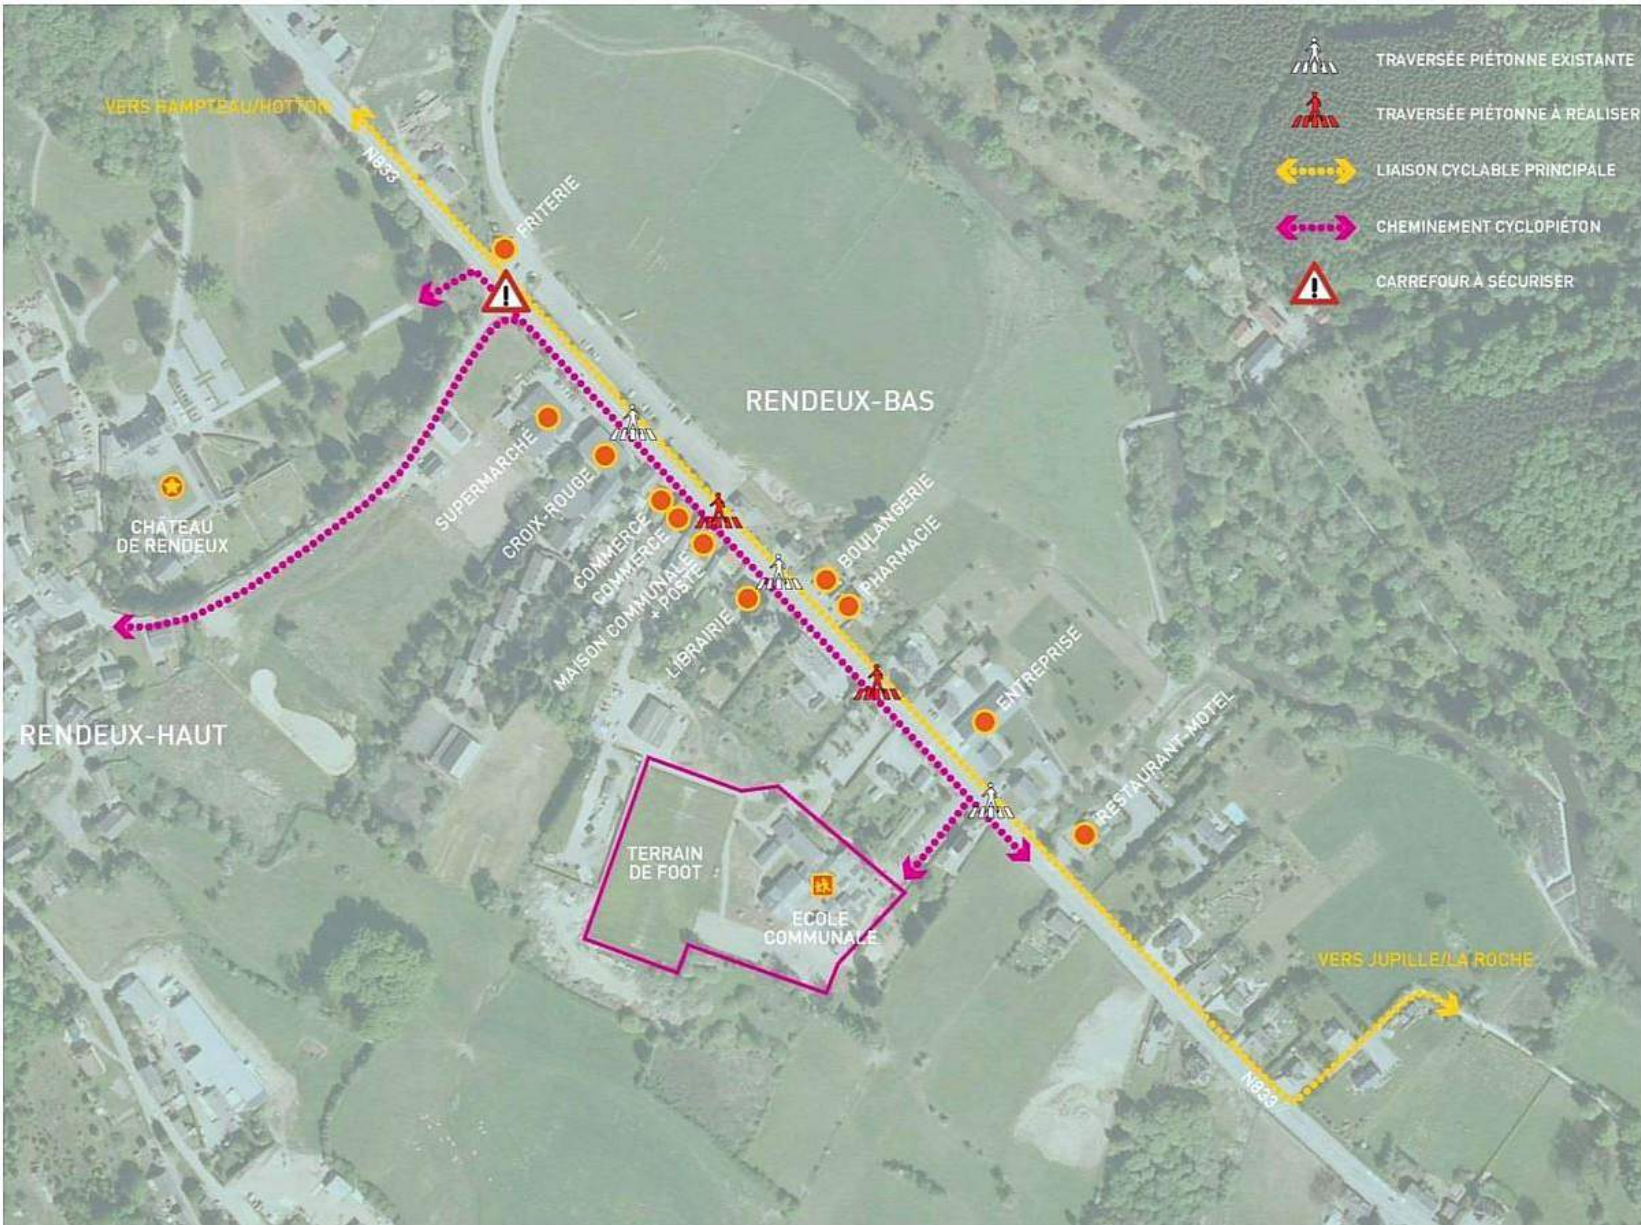 TRAVERSÉE PIÉTONNE EXISTANTE
TRAVERSÉE PIÉTONNE À RÉALISER
LIAISON CYCLABLE PRINCIPALE
CHEMINEMENT CYCLOPIÉTON
CARREFOUR À SÉCURISER
VERS HAMPTEAU/HOTTON
N833
FRITERIE
RENDEUX-BAS
SUPERMARCHÉ
CROIX-ROUGE
COMMERCE
COMMERCE
MAISON COMMUNALE
+ POSTE
LIBRAIRIE
BOULANGERIE
PHARMACIE
ENTREPRISE
RESTAURANT-MOTEL
CHÂTEAU
DE RENDEUX
RENDEUX-HAUT
TERRAIN
DE FOOT
ECOLE
COMMUNALE
VERS JUPILLE/LA ROCHE
N833